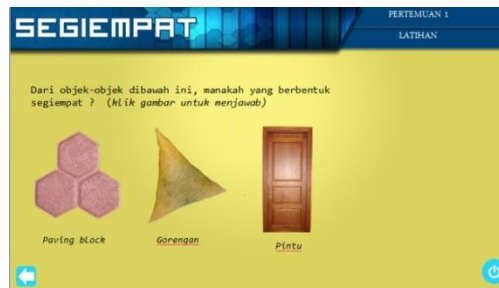 SEGIEMPAT
PERTEMUAN 1
LATIHAN
Dari objek-objek dibawah ini, manakah yang berbentuk
segiempat ? (klik gambar untuk menjawab)
Paving block
Gorengan
Pintu